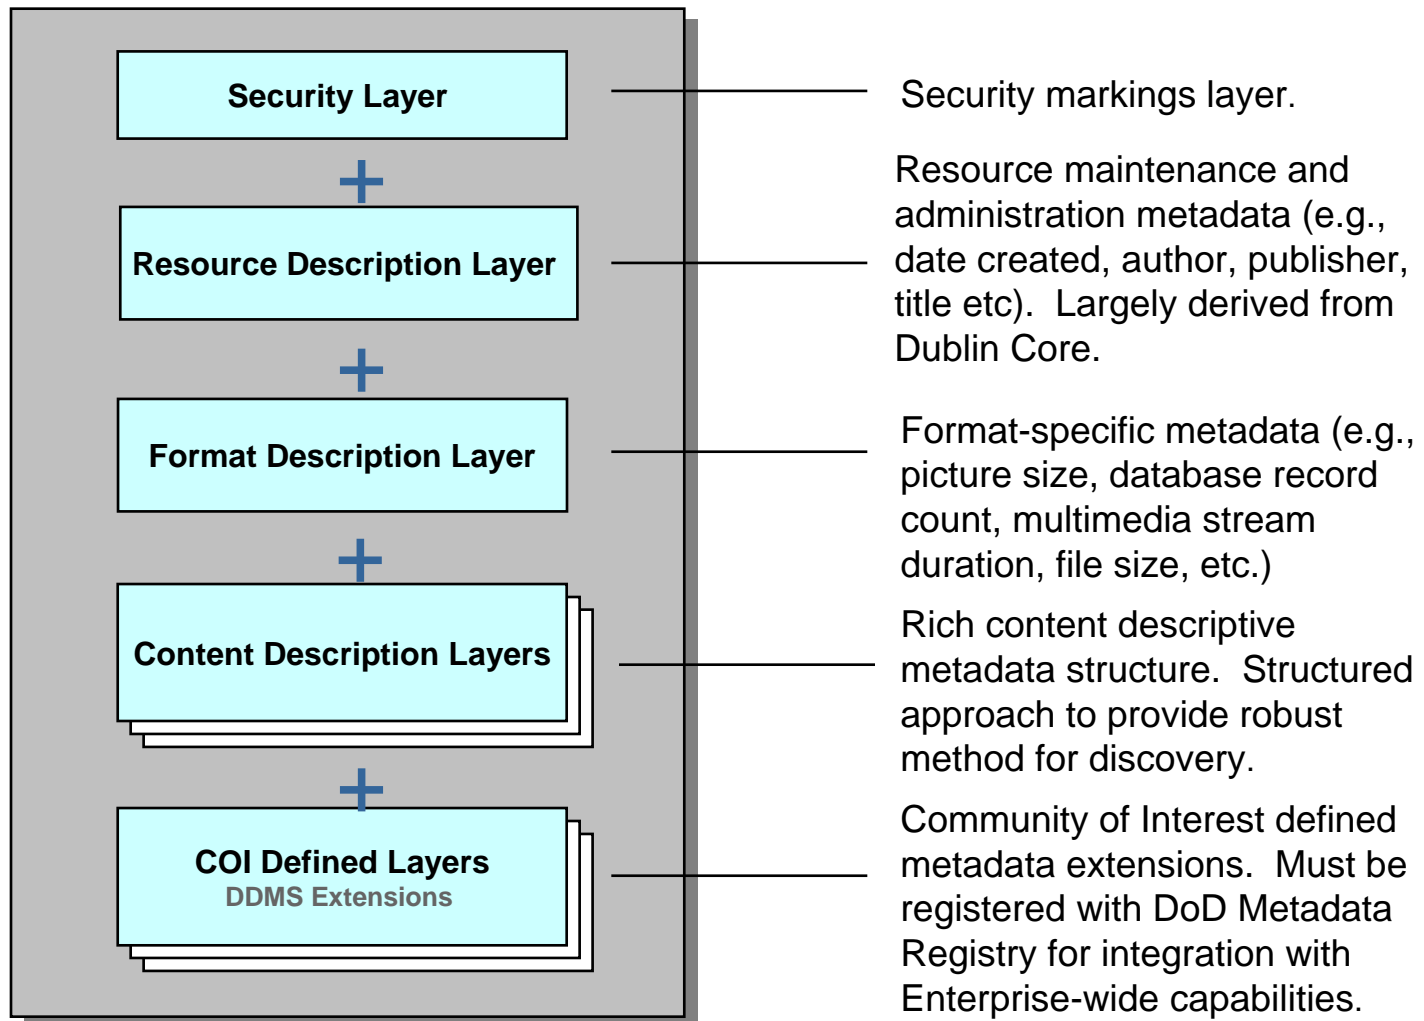 Security Layer
Security markings layer.
Resource Description Layer
Resource maintenance and
administration metadata (e.g.,
date created, author, publisher,
title etc).  Largely derived from
Dublin Core.
Format Description Layer
Format-specific metadata (e.g.,
picture size, database record
count, multimedia stream
duration, file size, etc.)
Content Description Layers
Rich content descriptive
metadata structure.  Structured
approach to provide robust
method for discovery.
COI Defined Layers
DDMS Extensions
Community of Interest defined
metadata extensions.  Must be
registered with DoD Metadata
Registry for integration with
Enterprise-wide capabilities.